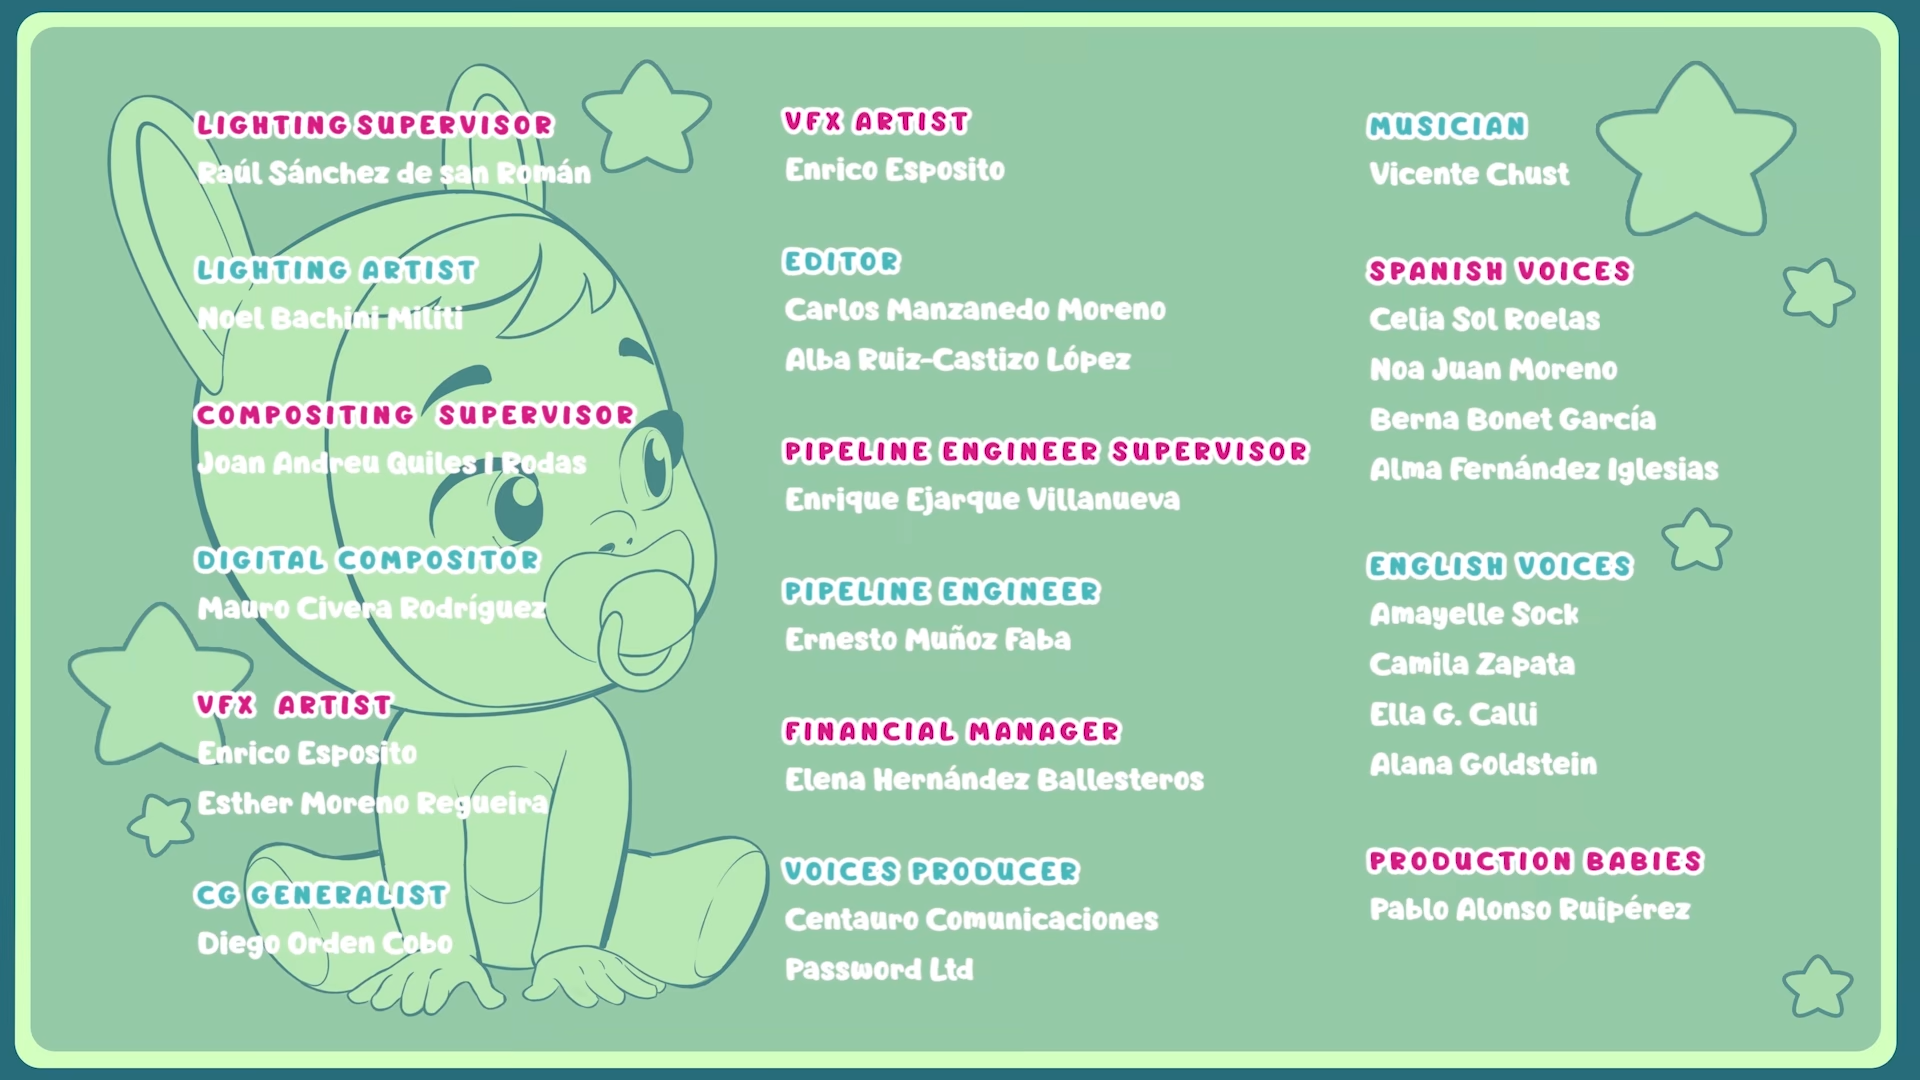 LIGHTING SUPERVISOR
Raúl Sánchez de san Román
LIGHTING ARTIST
Noel Bachini Militi
COMPOSITING SUPERVISOR
Joan Andreu Quiles I Rodas
DIGITAL COMPOSITOR
Mauro Civera Rodríguez
VFX ARTIST
Enrico Esposito
Esther Moreno Regueira
CG GENERALIST
Diego Orden Cobo
VFX ARTIST
Enrico Esposito
EDITOR
Carlos Manzanedo Moreno
Alba Ruiz-Castizo López
PIPELINE ENGINEER SUPERVISOR
Enrique Ejarque Villanueva
PIPELINE ENGINEER
Ernesto Muñoz Faba
FINANCIAL MANAGER
Elena Hernández Ballesteros
VOICES PRODUCER
Centauro Comunicaciones
Password Ltd
MUSICIAN
Vicente Chust
SPANISH VOICES
Celia Sol Roelas
Noa Juan Moreno
Berna Bonet García
Alma Fernández Iglesias
ENGLISH VOICES
Amayelle Sock
Camila Zapata
Ella G. Calli
Alana Goldstein
PRODUCTION BABIES
Pablo Alonso Ruipérez